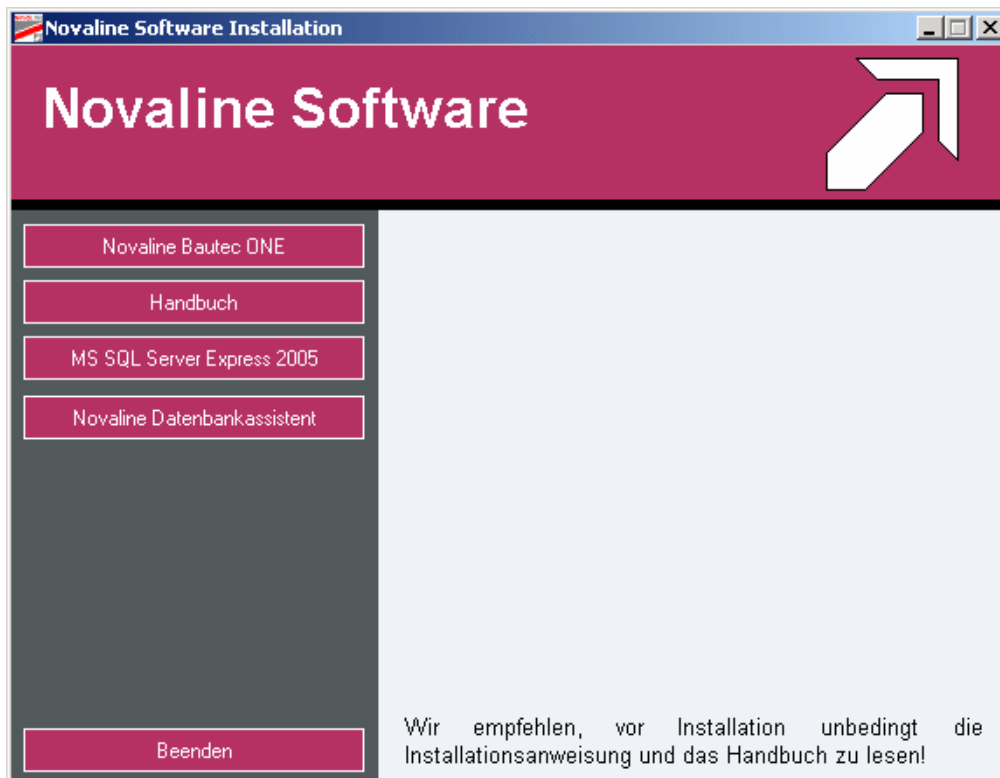 Novaline Software Installation
Novaline Software
Novaline Bautec ONE
Handbuch
MS SQL Server Express 2005
Novaline Datenbankassistent
Beenden
Wir empfehlen, vor Installation unbedingt die
Installationsanweisung und das Handbuch zu lesen!